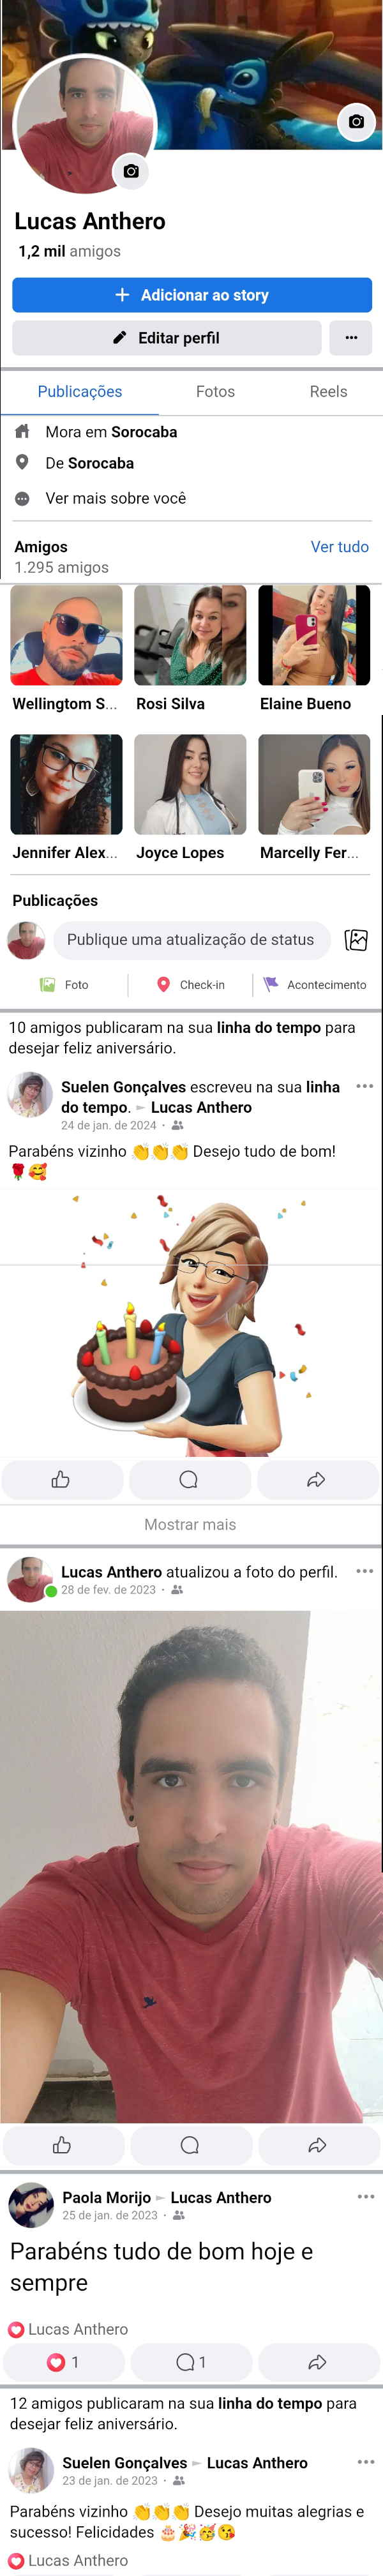 Lucas Anthero
1,2 mil amigos
Adicionar ao story
Editar perfil
Publicações Fotos Reels
Mora em Sorocaba
De Sorocaba
Ver mais sobre você
Amigos Ver tudo
1.295 amigos
Wellingtom S... Rosi Silva Elaine Bueno
Jennifer Alex... Joyce Lopes Marcelly Fer...
Publicações
Publique uma atualização de status
Foto Check-in Acontecimento
10 amigos publicaram na sua linha do tempo para
desejar feliz aniversário.
Suelen Gonçalves escreveu na sua linha
do tempo. ► Lucas Anthero
24 de jan. de 2024 ·
Parabéns vizinho 👏👏👏 Desejo tudo de bom!
🌹🥰
Mostrar mais
Lucas Anthero atualizou a foto do perfil.
28 de fev. de 2023 ·
Paola Morijo ► Lucas Anthero
25 de jan. de 2023 ·
Parabéns tudo de bom hoje e
sempre
Lucas Anthero
1 1
12 amigos publicaram na sua linha do tempo para
desejar feliz aniversário.
Suelen Gonçalves ► Lucas Anthero
23 de jan. de 2023 ·
Parabéns vizinho 👏👏👏 Desejo muitas alegrias e
sucesso! Felicidades 🎂🎉🥳😘
Lucas Anthero